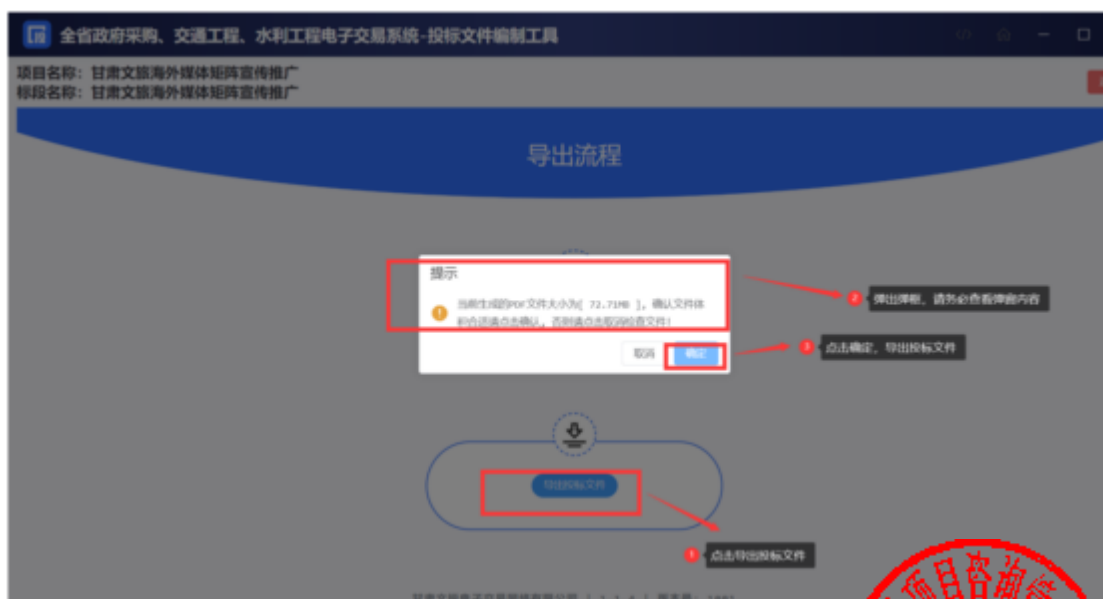 全省政府采购、交通工程、水利工程电子交易系统-投标文件编制工具
项目名称：甘肃文旅海外媒体矩阵宣传推广
标段名称：甘肃文旅海外媒体矩阵宣传推广
导出流程
提示
当前生成的PDF文件大小为[ 72.71MB ]，确认文件体
积合适请点击确认，否则请点击取消检查文件!
取消 确定
2 弹出弹框，请务必查看弹窗内容
3 点击确定，导出投标文件
导出投标文件
1 点击导出投标文件
项目咨询